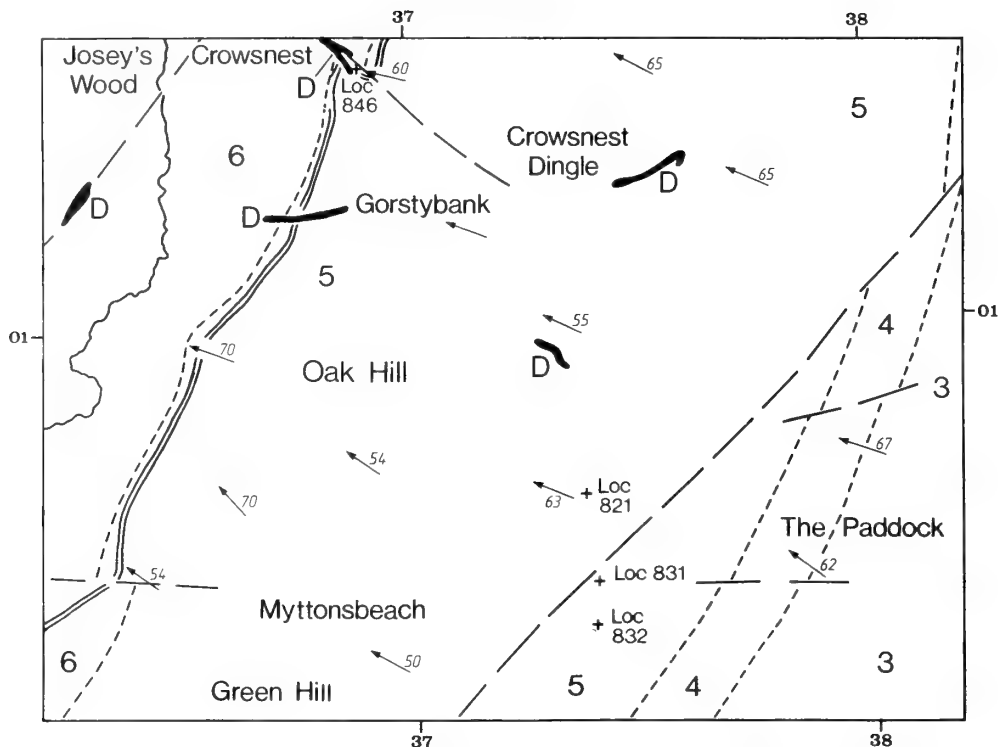 37
38
Josey's
Wood
Crowsnest
D
Loc
846
60
65
5
6
Crowsnest
Dingle
D
65
D
D
Gorstybank
5
01
01
55
4
70
Oak Hill
D
3
54
67
70
63
Loc
821
The Paddock
54
Loc 831
62
Myttonsbeach
Loc
832
6
50
5
4
3
Green Hill
37
38